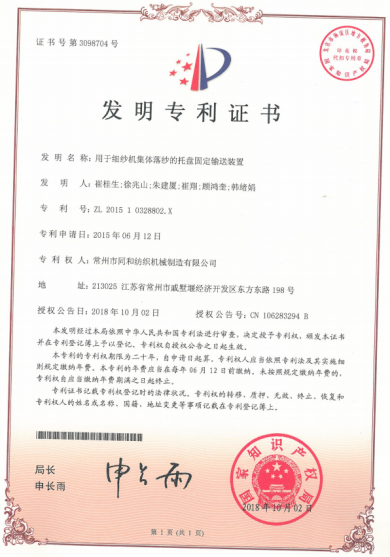 证书号第3098704号
印花税
代扣专用章
发明专利证书
发 明 名 称：用于细纱机集体落纱的托盘固定输送装置
发 明 人：崔桂生;徐兆山;朱建厦;崔翔;顾鸿奎;韩绪娟
专 利 号：ZL 2015 1 0328802.X
专利申请日：2015年06月12日
专 利 权 人：常州市同和纺织机械制造有限公司
地 址：213025 江苏省常州市戚墅堰经济开发区东方东路198号
授权公告日：2018年10月02日 授权公告号：CN 106283294 B
本发明经过本局依照中华人民共和国专利法进行审查，决定授予专利权，颁发本证书
并在专利登记簿上予以登记。专利权自授权公告之日起生效。
本专利的专利权期限为二十年，自申请日起算。专利权人应当依照专利法及其实施细
则规定缴纳年费。本专利的年费应当在每年06月12日前缴纳。未按照规定缴纳年费的，
专利权自应当缴纳年费期满之日起终止。
专利证书记载专利权登记时的法律状况。专利权的转移、质押、无效、终止、恢复和
专利权人的姓名或名称、国籍、地址变更等事项记载在专利登记簿上。
局长
申长雨
申长雨
国家知识产权局
2018年10月02日
第1页(共1页)